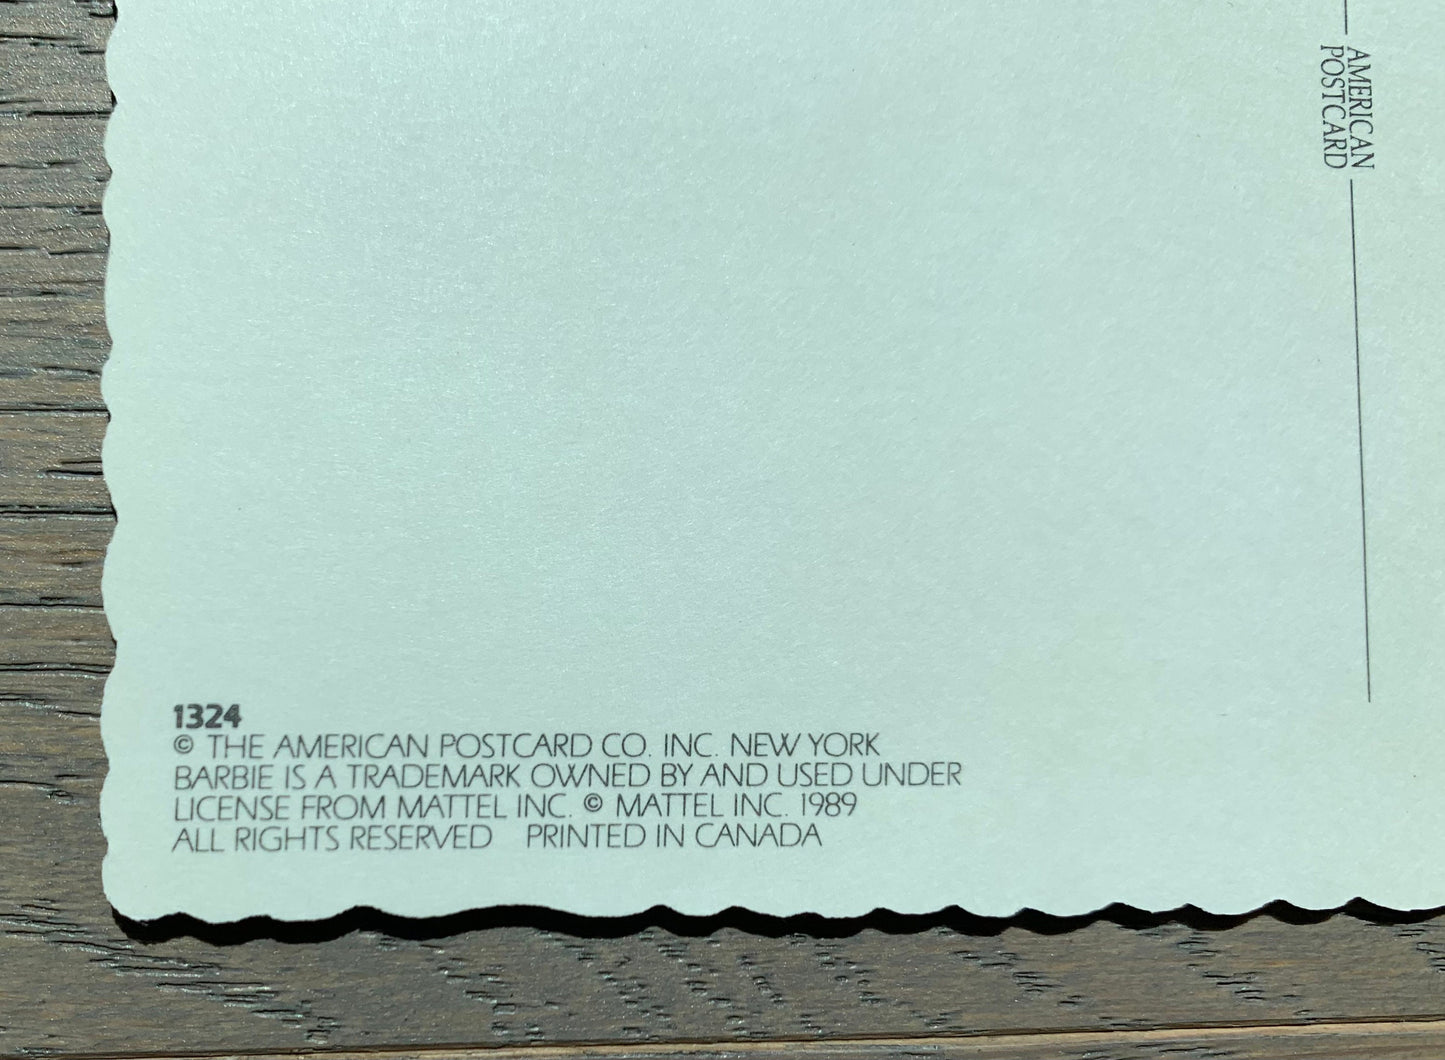 AMERICAN
POSTCARD
1324
© THE AMERICAN POSTCARD CO. INC. NEW YORK
BARBIE IS A TRADEMARK OWNED BY AND USED UNDER
LICENSE FROM MATTEL INC. © MATTEL INC. 1989
ALL RIGHTS RESERVED PRINTED IN CANADA